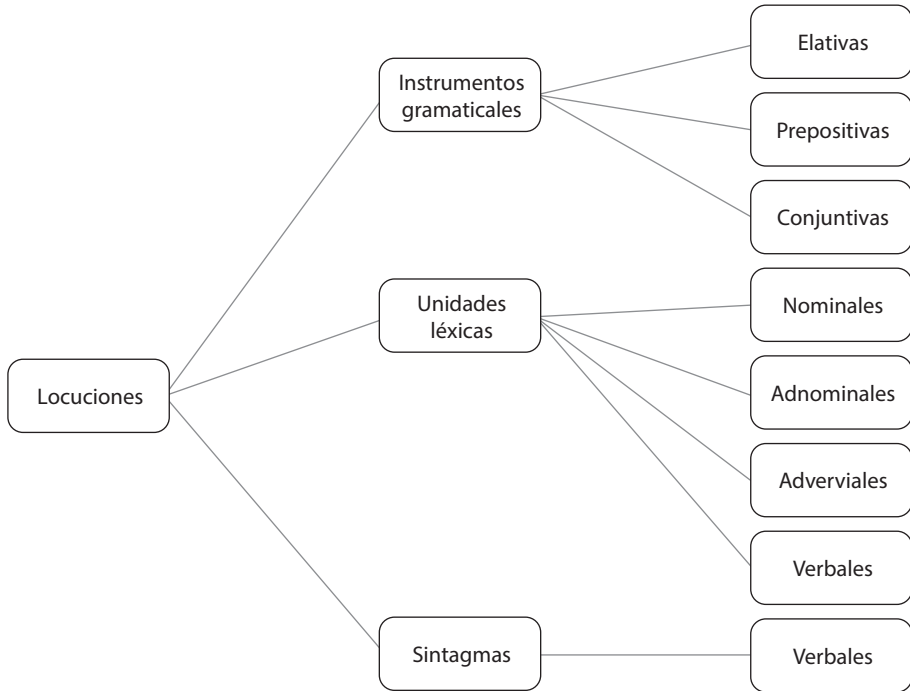 Locuciones
Instrumentos
gramaticales
Elativas
Prepositivas
Conjuntivas
Unidades
léxicas
Nominales
Adnominales
Adverviales
Verbales
Sintagmas
Verbales